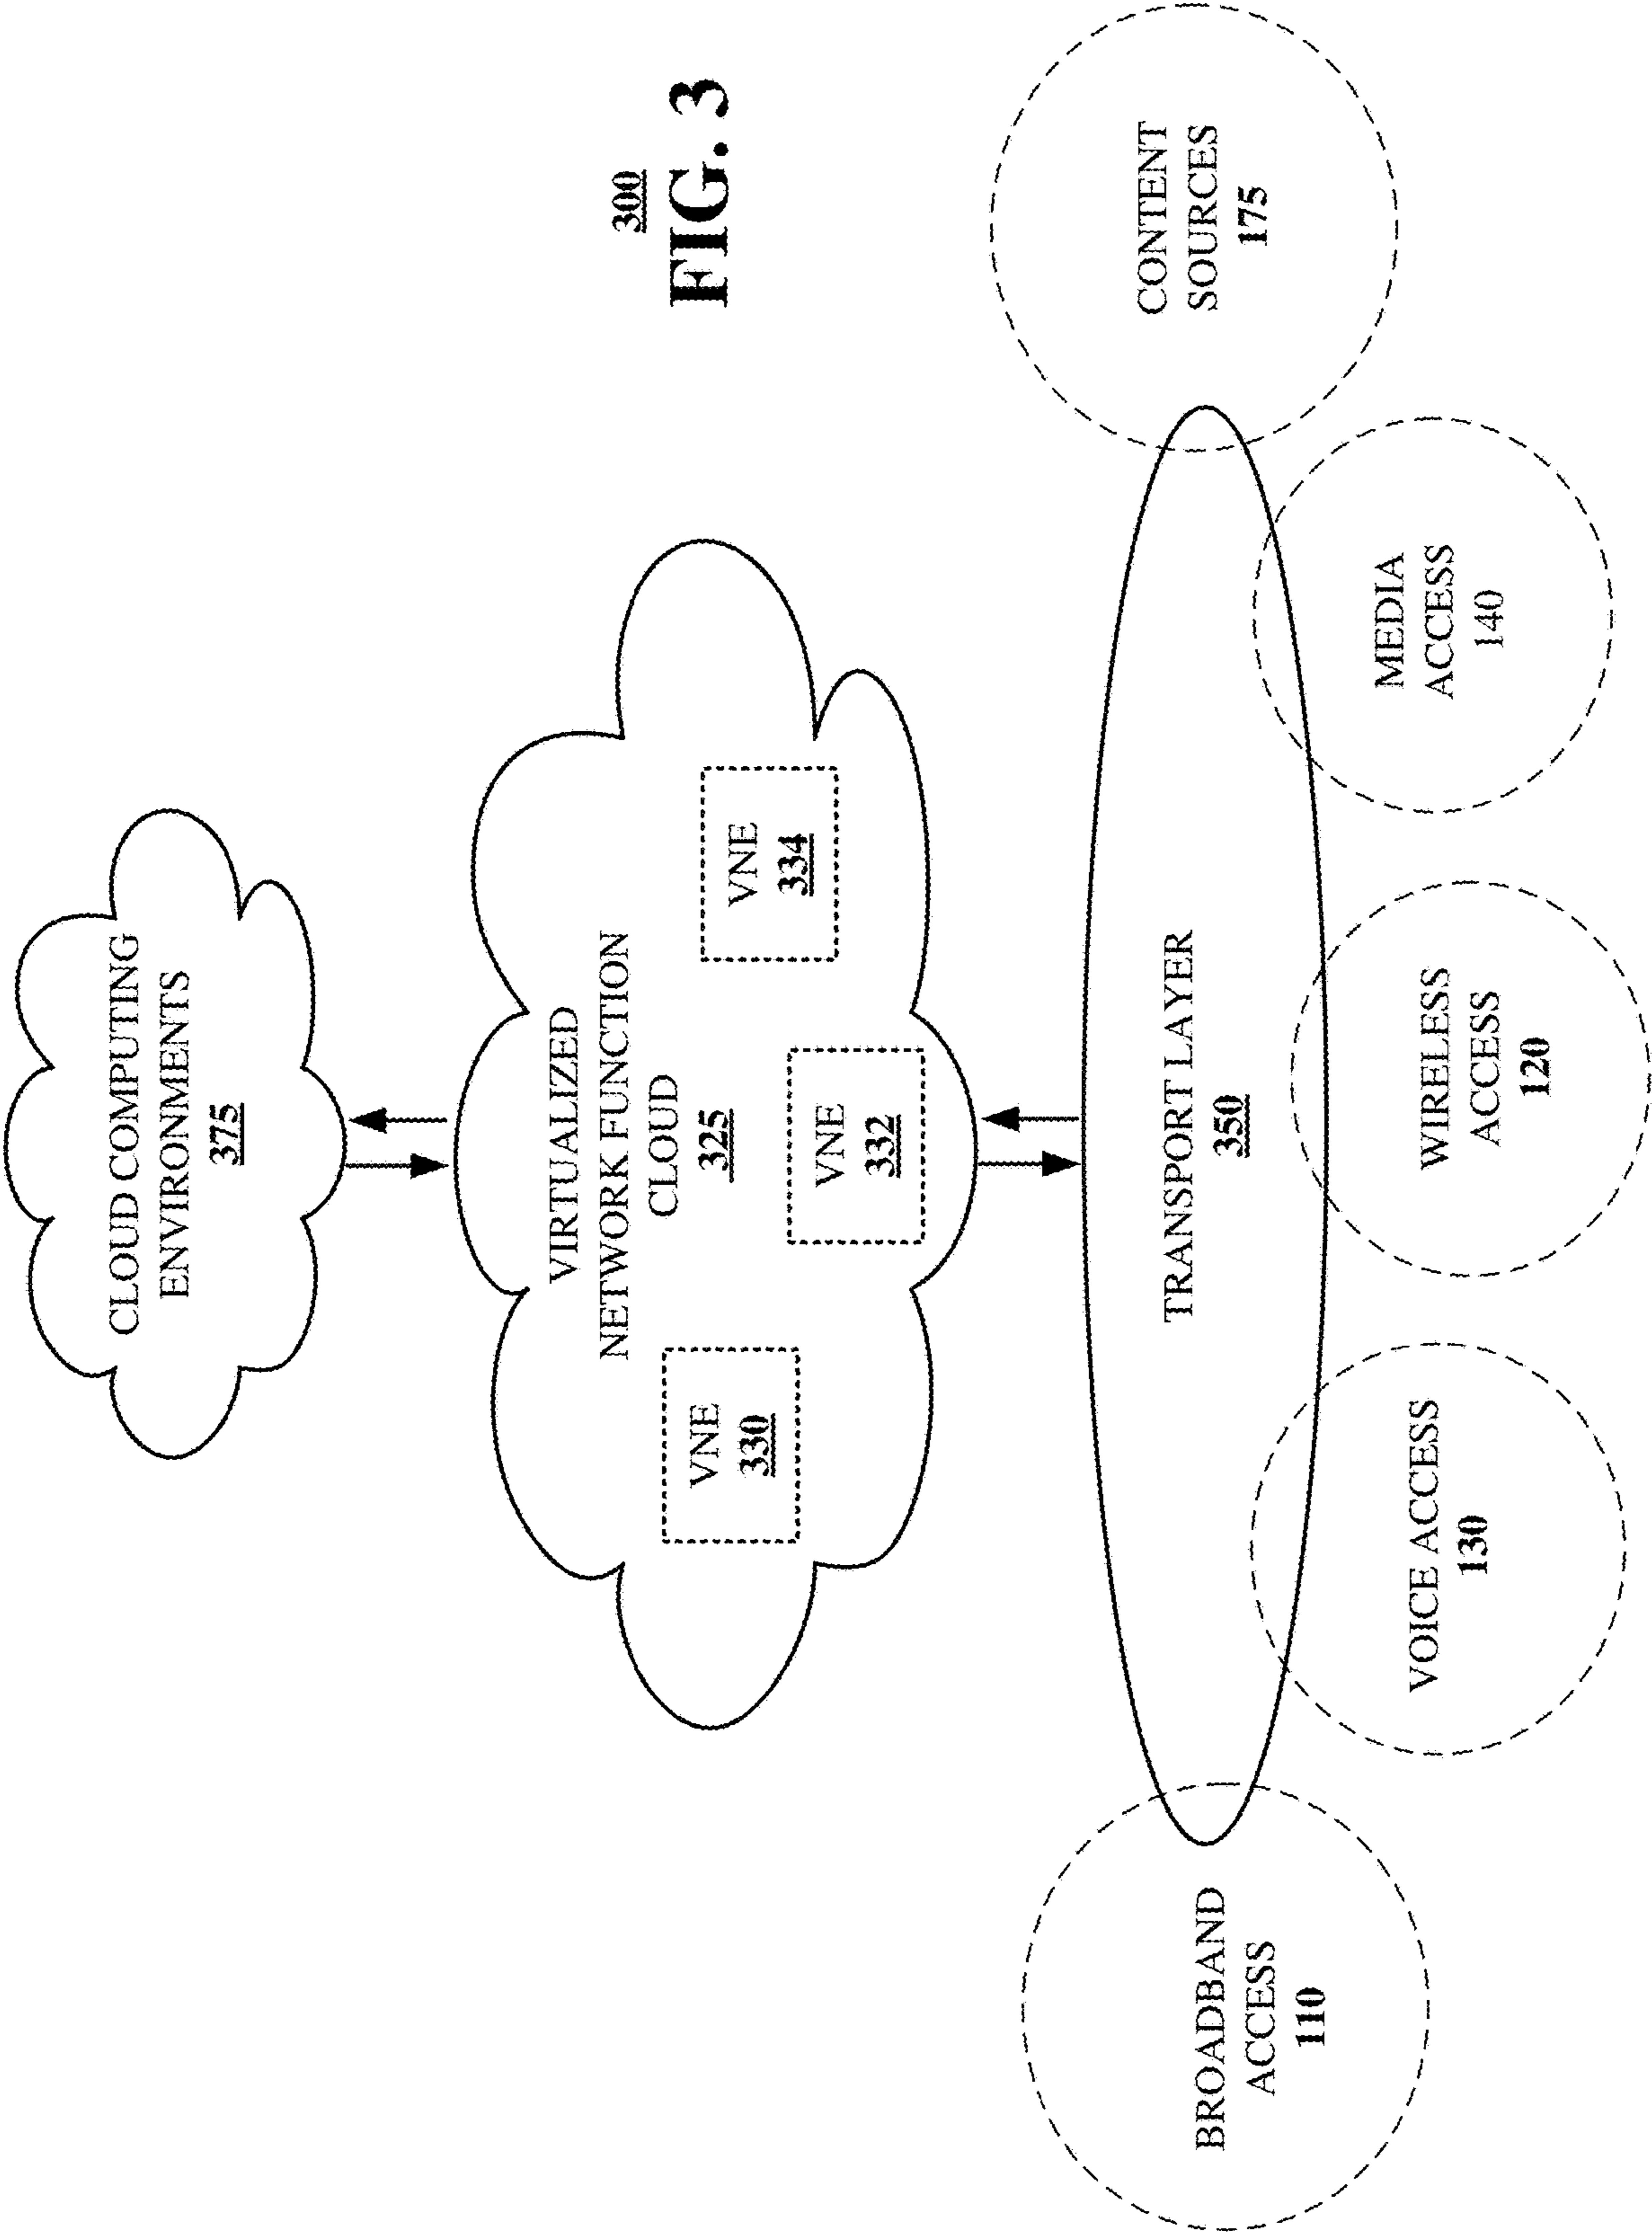 CLOUD COMPUTING
ENVIRONMENTS
375
VIRTUALIZED
NETWORK FUNCTION
CLOUD
325
VNE
330
VNE
332
VNE
334
300
FIG. 3
TRANSPORT LAYER
350
BROADBAND
ACCESS
110
VOICE ACCESS
130
WIRELESS
ACCESS
120
MEDIA
ACCESS
140
CONTENT
SOURCES
175